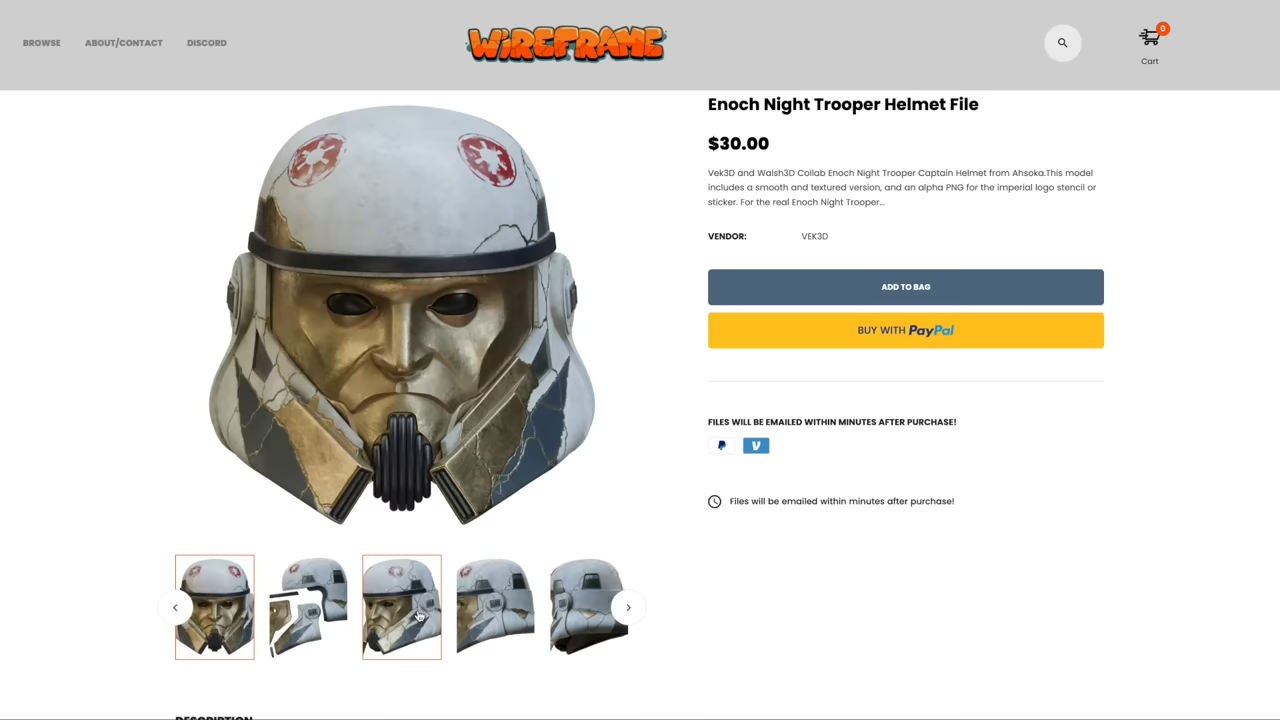 BROWSE
ABOUT/CONTACT
DISCORD
WIREFRAME
0
Cart
Enoch Night Trooper Helmet File
$30.00
Vek3D and Walsh3D Collab Enoch Night Trooper Captain Helmet from Ahsoka.This model
includes a smooth and textured version, and an alpha PNG for the imperial logo stencil or
sticker. For the real Enoch Night Trooper...
VENDOR: VEK3D
ADD TO BAG
BUY WITH PayPal
FILES WILL BE EMAILED WITHIN MINUTES AFTER PURCHASE!
Files will be emailed within minutes after purchase!
DESCRIPTION